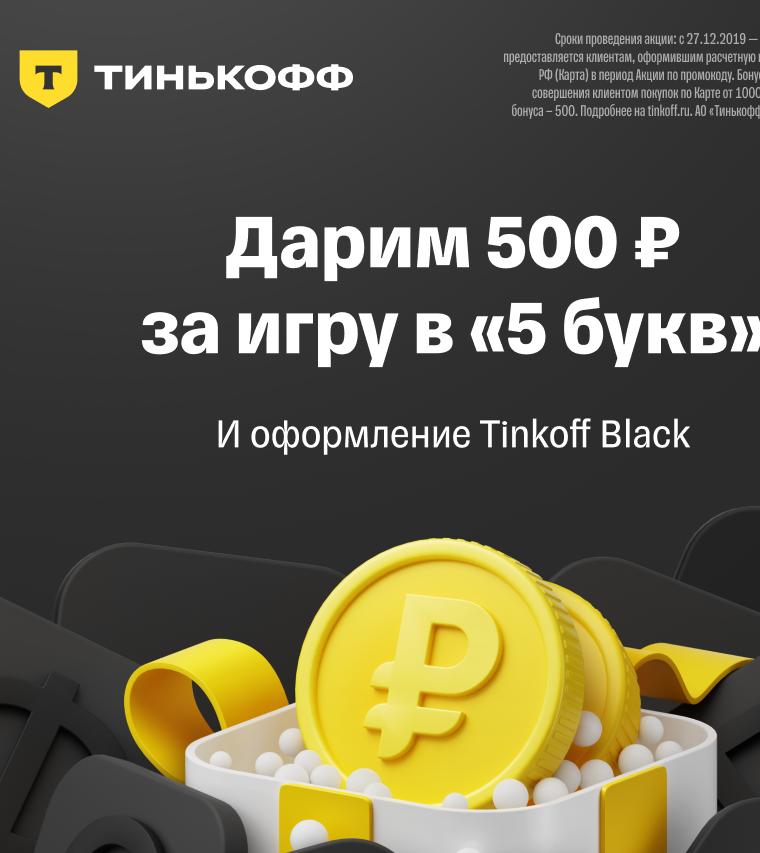 ТИНЬКОФФ
Сроки проведения акции: с 27.12.2019 —
предоставляется клиентам, оформившим расчетную
РФ (Карта) в период Акции по промокоду. Бонус
совершения клиентом покупок по Карте от 1000
бонуса – 500. Подробнее на tinkoff.ru. АО «Тинькофф
Дарим 500 ₽
за игру в «5 букв»
И оформление Tinkoff Black